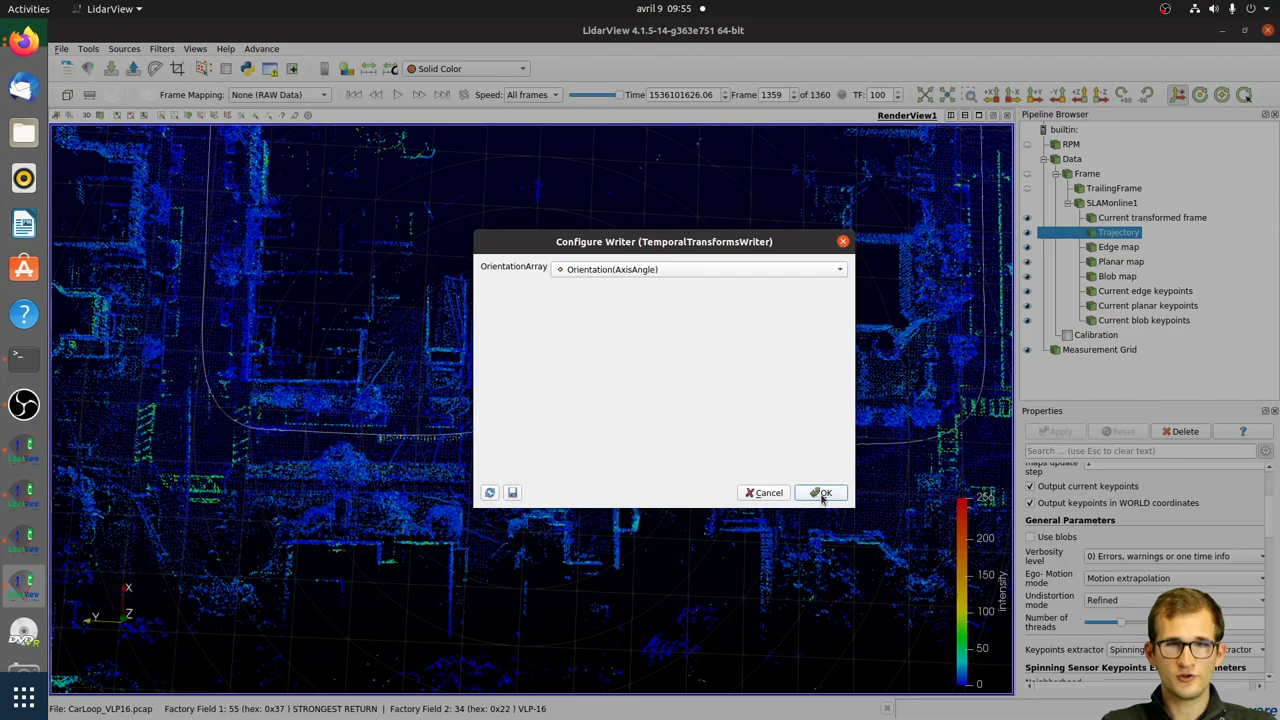 Activities
LidarView
avril 9 09:55
LidarView 4.1.5-14-g363e751 64-bit
File Tools Sources Filters Views Help Advance
Solid Color
Frame Mapping: None (RAW Data) Speed: All frames Time 1536101626.06 Frame 1359 of 1360 TF: 100
RenderView1
Pipeline Browser
builtin:
RPM
Data
Frame
TrailingFrame
SLAMonline1
Current transformed frame
Trajectory
Edge map
Planar map
Blob map
Current edge keypoints
Current planar keypoints
Current blob keypoints
Calibration
Measurement Grid
Configure Writer (TemporalTransformsWriter)
OrientationArray Orientation(AxisAngle)
Cancel OK
Properties
Apply Reset Delete ?
Search ... (use Esc to clear text)
maps update
step
Output current keypoints
Output keypoints in WORLD coordinates
General Parameters
Use blobs
Verbosity
level
0) Errors, warnings or one time info
Ego- Motion
mode
Motion extrapolation
Undistortion
mode
Refined
Number of
threads
Keypoints extractor
Spinning Sensor Keypoints
200
150
100
50
0
intensity
X
Y
Z
File: CarLoop_VLP16.pcap Factory Field 1: 55 (hex: 0x37 ) STRONGEST RETURN | Factory Field 2: 34 (hex: 0x22 ) VLP-16